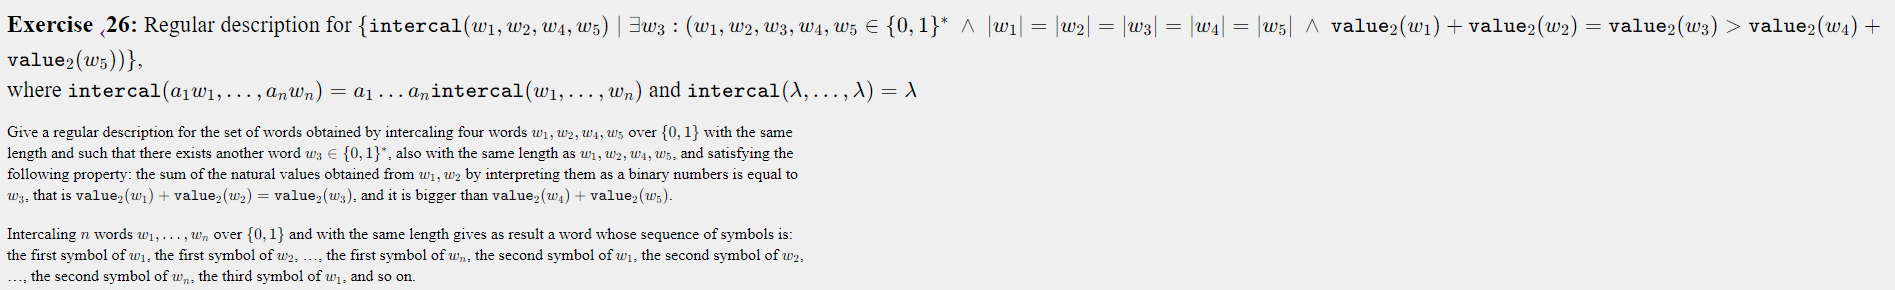 Exercise 26: Regular description for {intercal(w₁, w₂, w₄, w₅) | ∃w₃ : (w₁, w₂, w₃, w₄, w₅ ∈ {0, 1}* ∧ |w₁| = |w₂| = |w₃| = |w₄| = |w₅| ∧ value₂(w₁) + value₂(w₂) = value₂(w₃) > value₂(w₄) +
value₂(w₅))},
where intercal(a₁w₁, . . . , aₙwₙ) = a₁ . . . aₙintercal(w₁, . . . , wₙ) and intercal(λ, . . . , λ) = λ
Give a regular description for the set of words obtained by intercaling four words w₁, w₂, w₄, w₅ over {0, 1} with the same
length and such that there exists another word w₃ ∈ {0, 1}*, also with the same length as w₁, w₂, w₄, w₅, and satisfying the
following property: the sum of the natural values obtained from w₁, w₂ by interpreting them as a binary numbers is equal to
w₃, that is value₂(w₁) + value₂(w₂) = value₂(w₃), and it is bigger than value₂(w₄) + value₂(w₅).
Intercaling n words w₁, . . . , wₙ over {0, 1} and with the same length gives as result a word whose sequence of symbols is:
the first symbol of w₁, the first symbol of w₂, ..., the first symbol of wₙ, the second symbol of w₁, the second symbol of w₂,
..., the second symbol of wₙ, the third symbol of w₁, and so on.